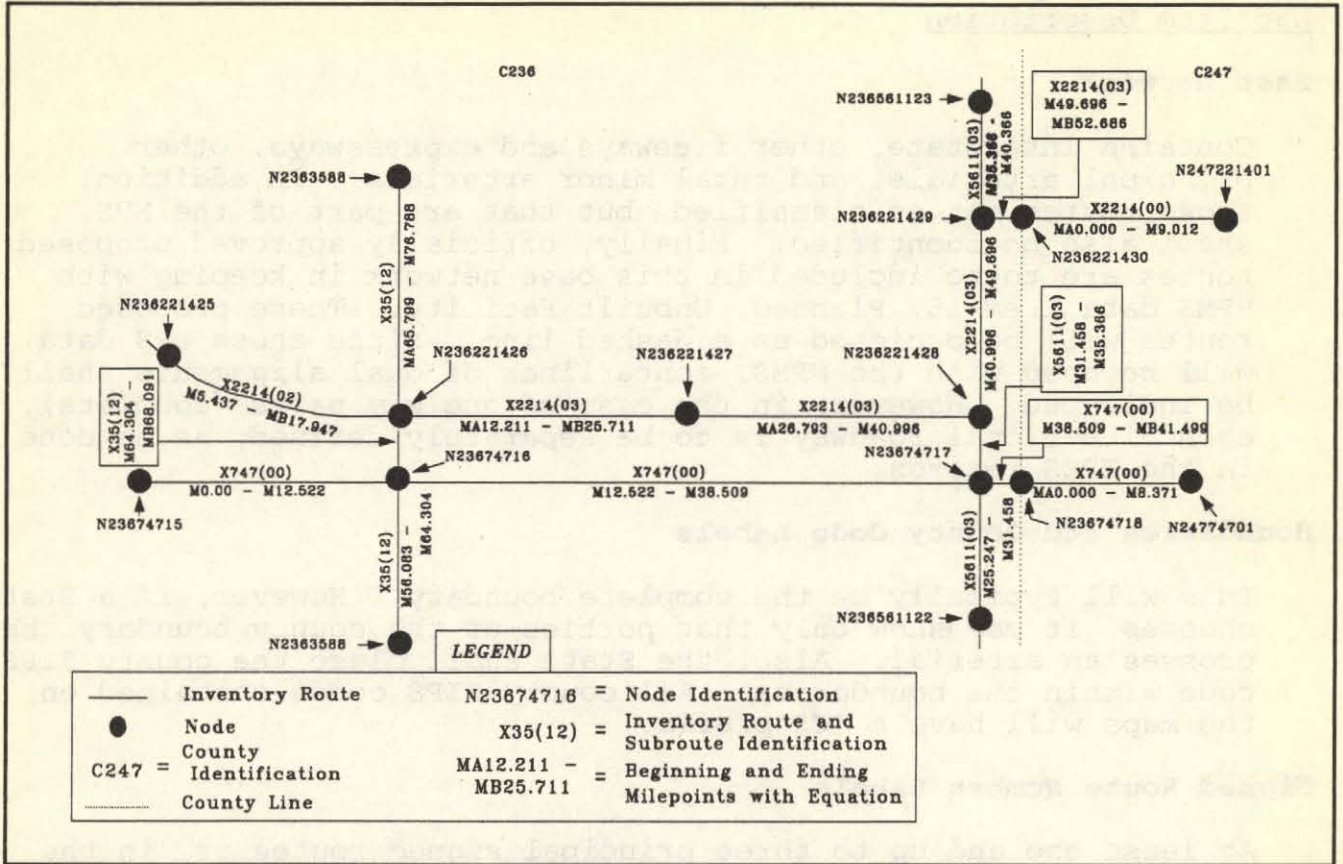 C236
C247
X2214(03)
M49.696 –
MB52.686
N236561123
X5611(03)
M35.366 –
M40.366
N2363588
N247221401
M76.788
X35(12)
MA65.799 –
N236221429
X2214(00)
MA0.000 – M9.012
N236221430
N236221425
M49.696
X2214(03)
M40.996 –
X5611(03)
M31.458 –
M35.366
N236221426
N236221427
N236221428
X2214(02)
M5.437 – MB17.947
X35(12)
M64.304 –
MB68.091
X2214(03)
MA12.211 – MB25.711
X2214(03)
MA26.793 – M40.996
X747(00)
M38.509 – MB41.499
N23674716
N23674717
X747(00)
M0.00 – M12.522
X747(00)
M12.522 – M38.509
X747(00)
MA0.000 – M8.371
N23674715
N23674718
N24774701
X35(12)
M56.083 –
M64.304
X5611(03)
M25.247 –
M31.458
N2363588
N236561122
LEGEND
Inventory Route
Node
C247 = County Identification
County Line
N23674716 = Node Identification
X35(12) = Inventory Route and Subroute Identification
MA12.211 –
MB25.711 = Beginning and Ending Milepoints with Equation